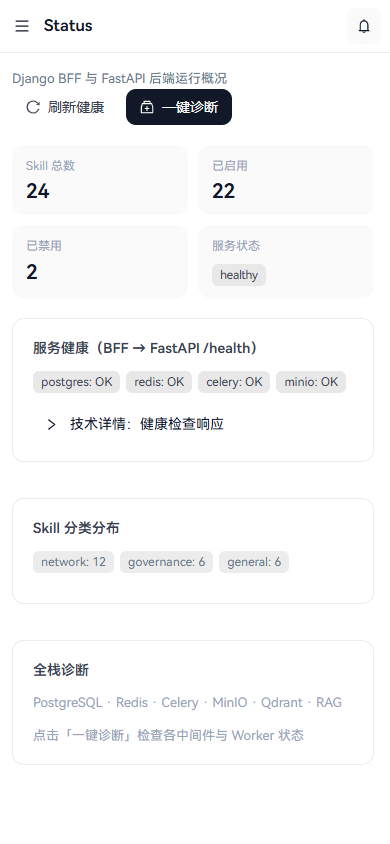 Status
Django BFF 与 FastAPI 后端运行概况
刷新健康
一键诊断
Skill 总数
24
已启用
22
已禁用
2
服务状态
healthy
服务健康（BFF → FastAPI /health）
postgres: OK redis: OK celery: OK minio: OK
技术详情：健康检查响应
Skill 分类分布
network: 12 governance: 6 general: 6
全栈诊断
PostgreSQL · Redis · Celery · MinIO · Qdrant · RAG
点击「一键诊断」检查各中间件与 Worker 状态